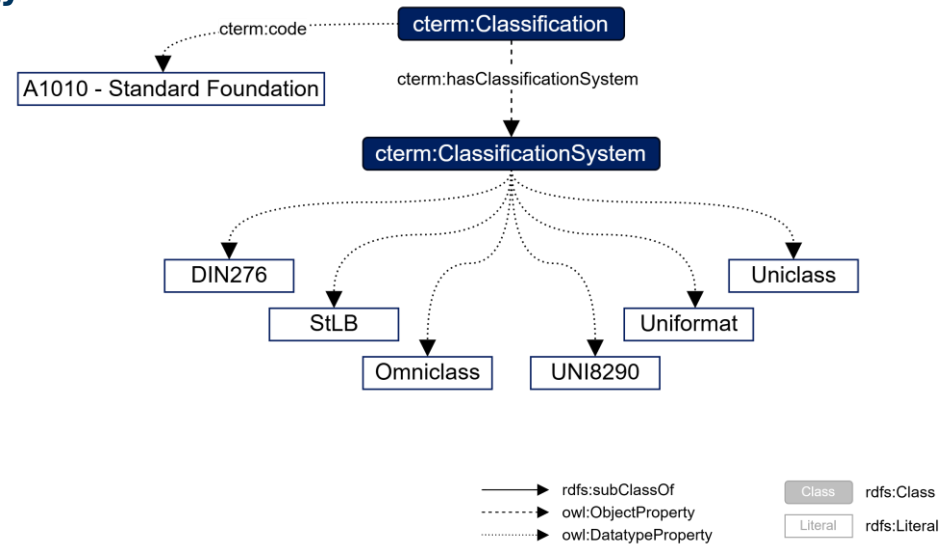 cterm:Classification
cterm:code
A1010 - Standard Foundation
cterm:hasClassificationSystem
cterm:ClassificationSystem
DIN276
Uniclass
StLB
Uniformat
Omniclass
UNI8290
rdfs:subClassOf
Class rdfs:Class
owl:ObjectProperty
Literal rdfs:Literal
owl:DatatypeProperty